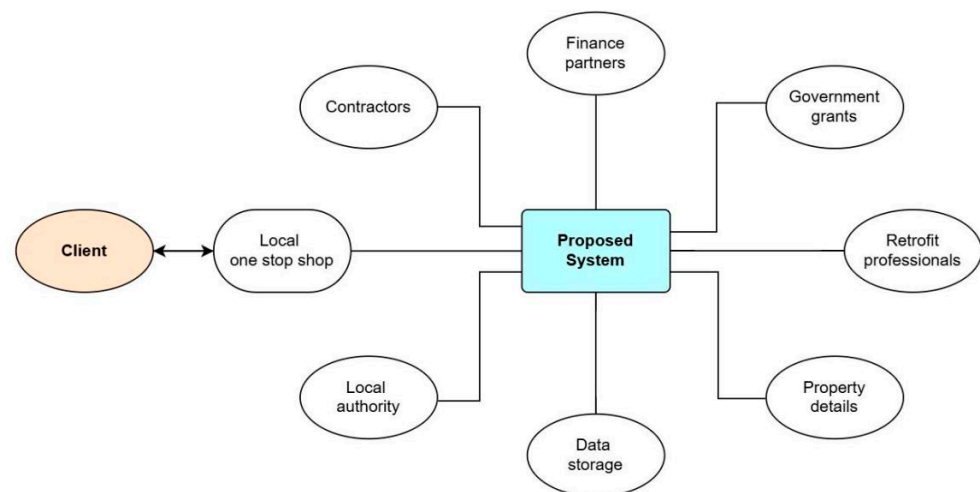 Finance
partners
Contractors
Government
grants
Client
Local
one stop shop
Proposed
System
Retrofit
professionals
Local
authority
Property
details
Data
storage